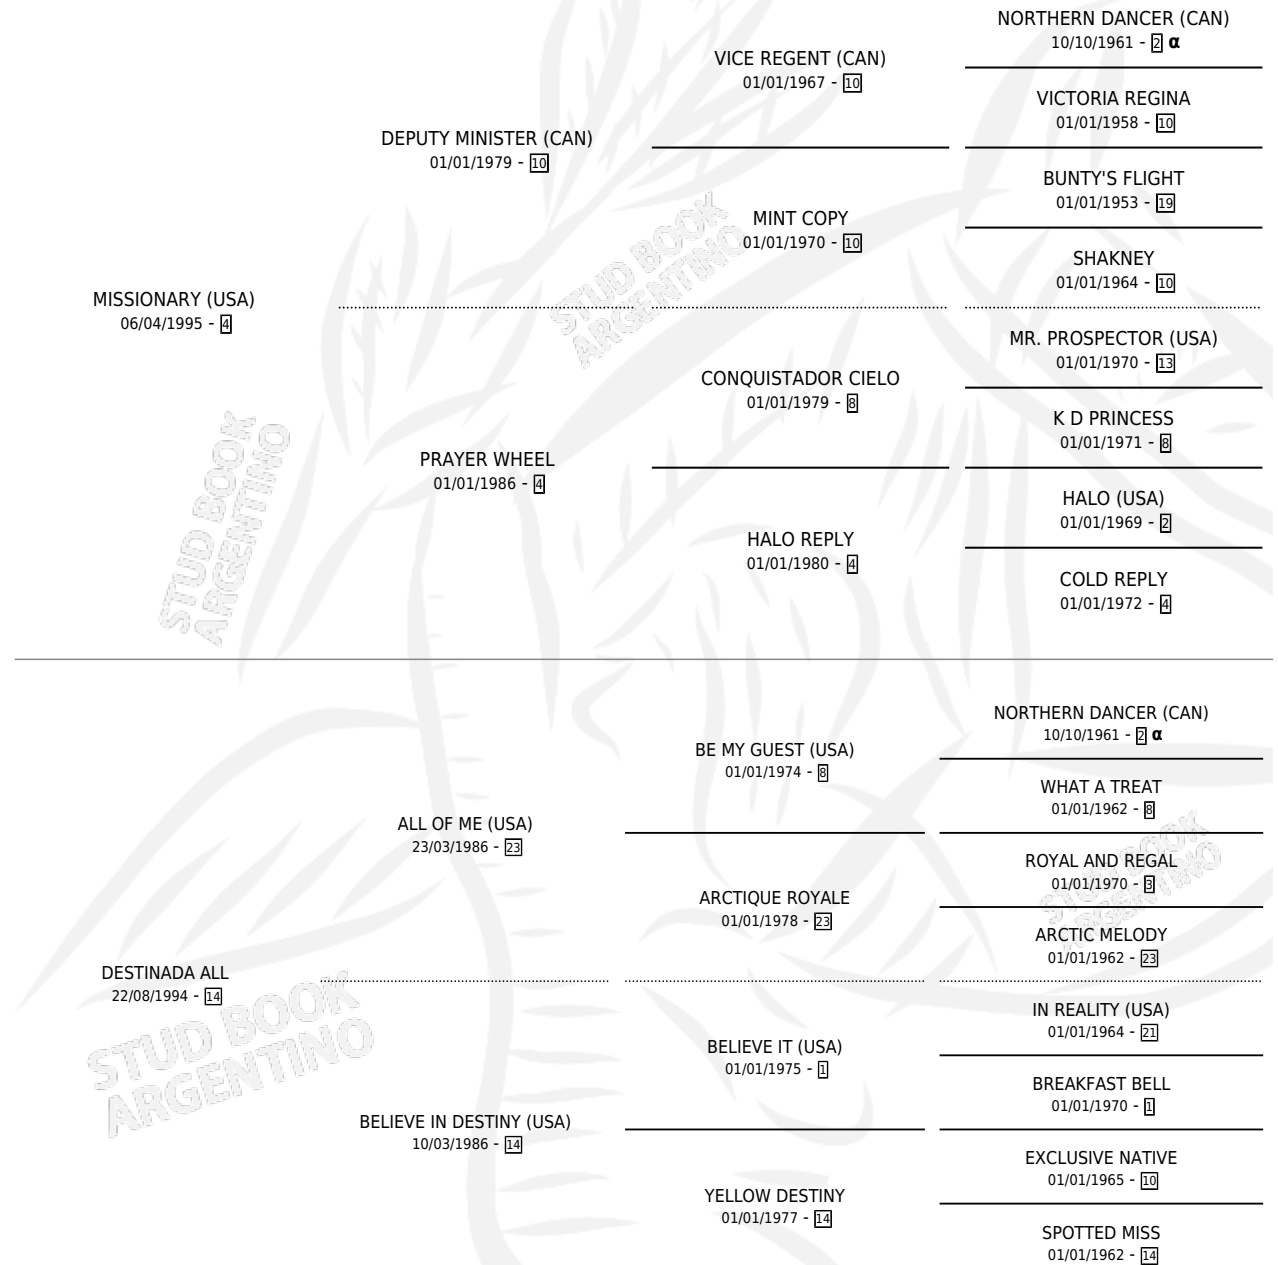 NORTHERN DANCER (CAN)
10/10/1961 - 2 α
VICE REGENT (CAN)
01/01/1967 - 10
VICTORIA REGINA
01/01/1958 - 10
DEPUTY MINISTER (CAN)
01/01/1979 - 10
BUNTY'S FLIGHT
01/01/1953 - 19
MINT COPY
01/01/1970 - 10
SHAKNEY
01/01/1964 - 10
STUD BOOK
ARGENTINO
MISSIONARY (USA)
06/04/1995 - 4
MR. PROSPECTOR (USA)
01/01/1970 - 13
CONQUISTADOR CIELO
01/01/1979 - 8
K D PRINCESS
01/01/1971 - 8
PRAYER WHEEL
01/01/1986 - 4
HALO (USA)
01/01/1969 - 2
HALO REPLY
01/01/1980 - 4
COLD REPLY
01/01/1972 - 4
STUD BOOK
ARGENTINO
NORTHERN DANCER (CAN)
10/10/1961 - 2 α
BE MY GUEST (USA)
01/01/1974 - 8
WHAT A TREAT
01/01/1962 - 8
ALL OF ME (USA)
23/03/1986 - 23
ROYAL AND REGAL
01/01/1970 - 3
STUD BOOK
ARGENTINO
ARCTIQUE ROYALE
01/01/1978 - 23
ARCTIC MELODY
01/01/1962 - 23
DESTINADA ALL
22/08/1994 - 14
STUD BOOK
ARGENTINO
IN REALITY (USA)
01/01/1964 - 21
BELIEVE IT (USA)
01/01/1975 - 1
BREAKFAST BELL
01/01/1970 - 1
BELIEVE IN DESTINY (USA)
10/03/1986 - 14
EXCLUSIVE NATIVE
01/01/1965 - 10
YELLOW DESTINY
01/01/1977 - 14
SPOTTED MISS
01/01/1962 - 14